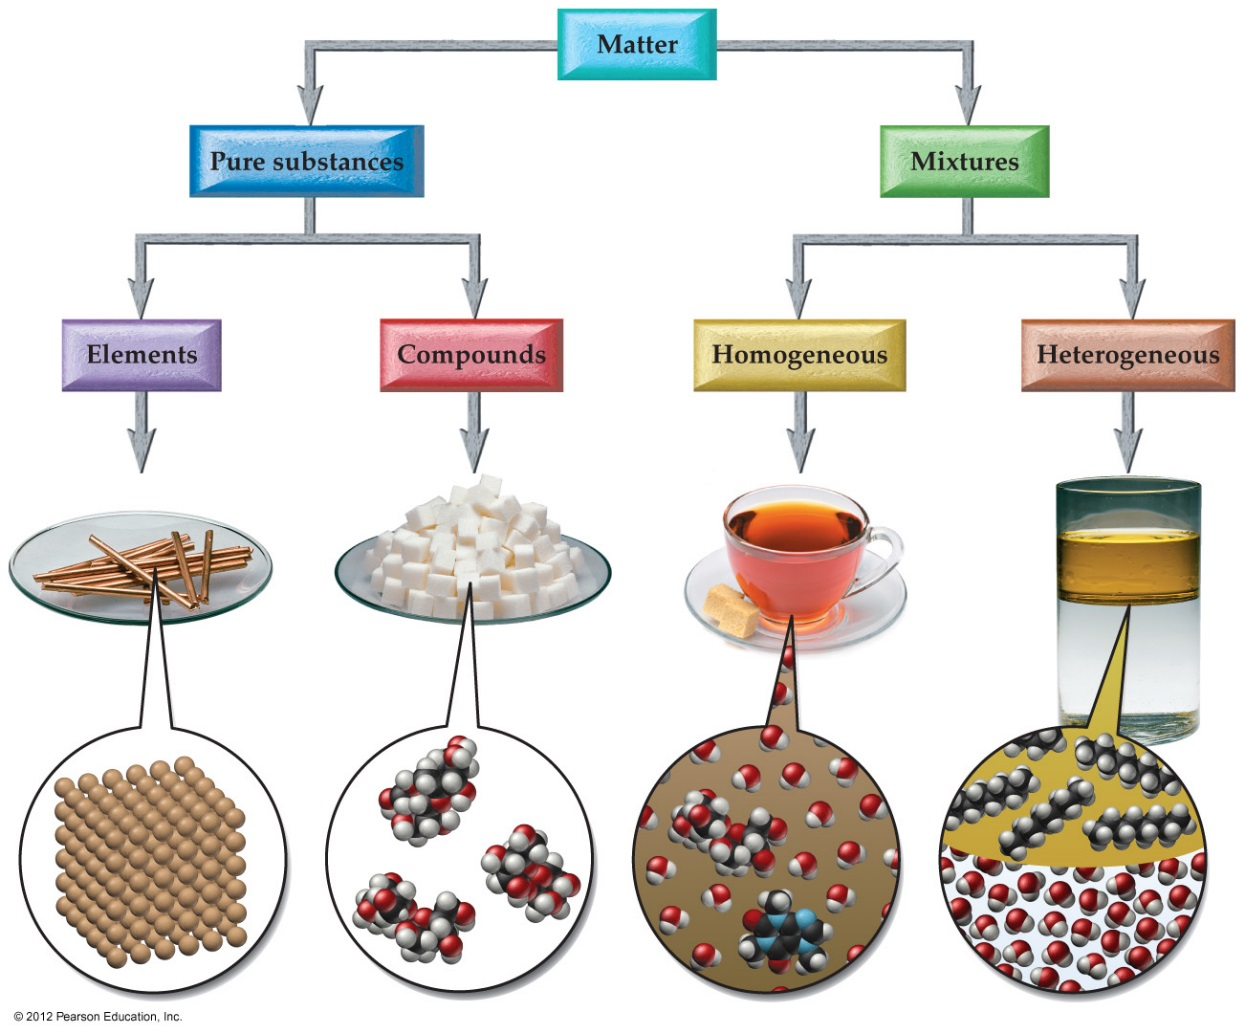 Matter
Pure substances
Mixtures
Elements
Compounds
Homogeneous
Heterogeneous
© 2012 Pearson Education, Inc.